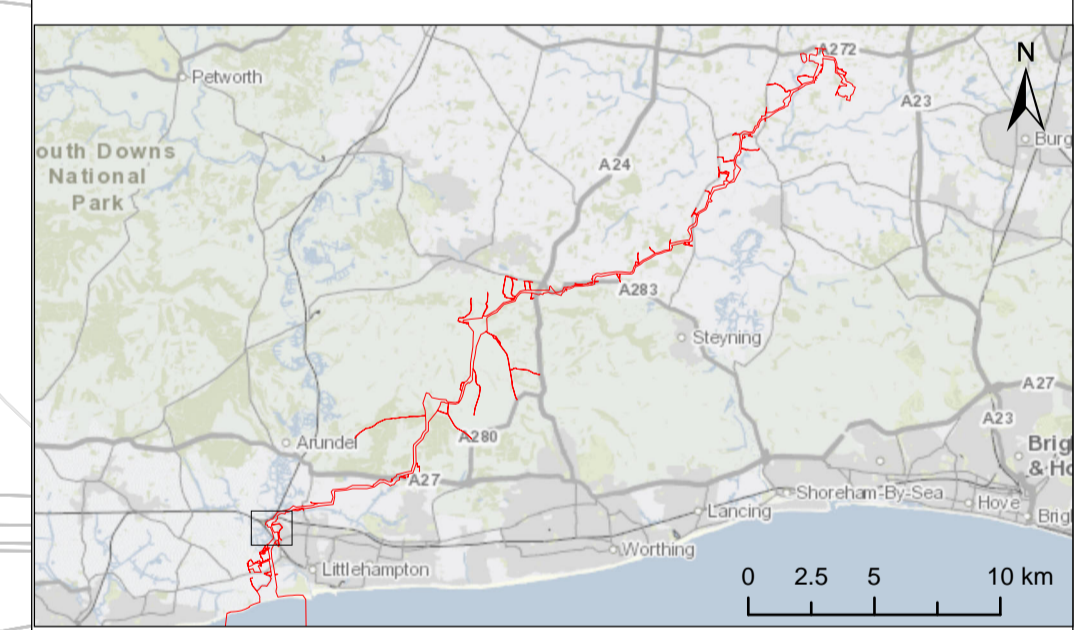 A272
N
Petworth
A23
Burg
outh Downs
National
Park
A24
A283
Steyning
A27
A23
Arundel
A280
Brig
& Ho
A27
Shoreham-By-Sea
Hove
Lancing
Brig
Worthing
Littlehampton
0 2.5 5 10 km